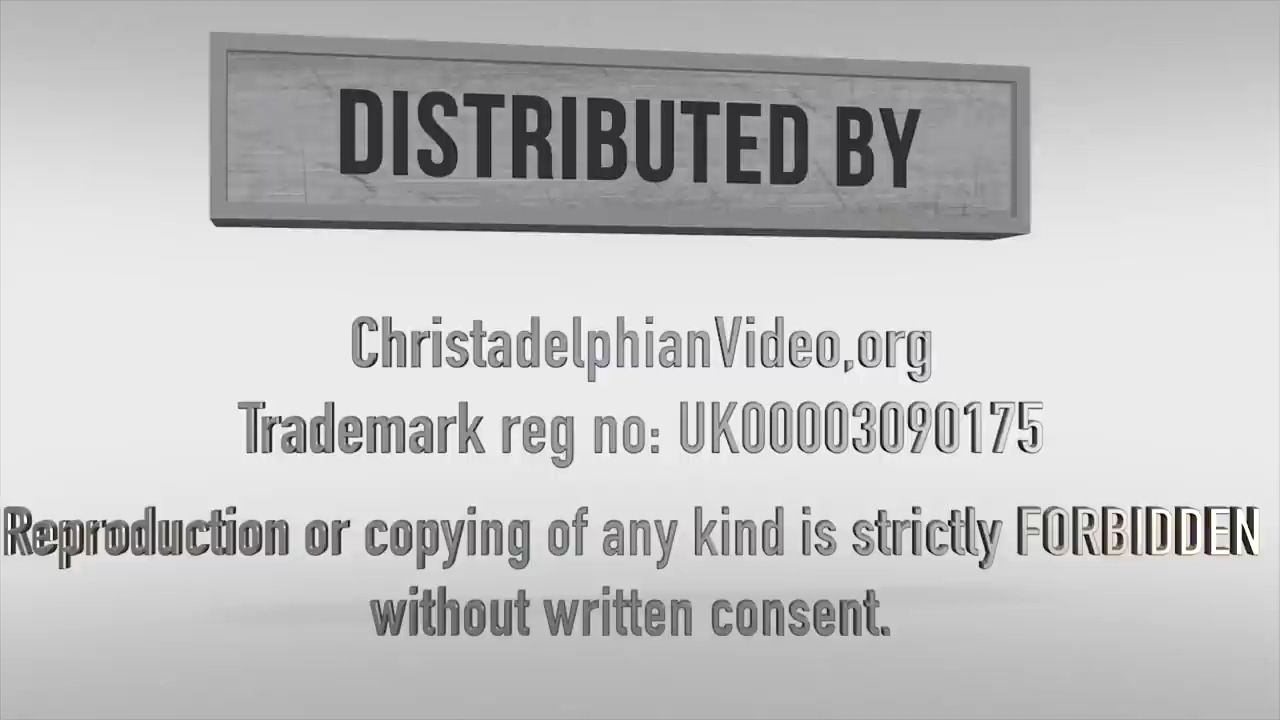 DISTRIBUTED BY
ChristadelphianVideo,org
Trademark reg no: UK00003090175
Reproduction or copying of any kind is strictly FORBIDDEN
without written consent.